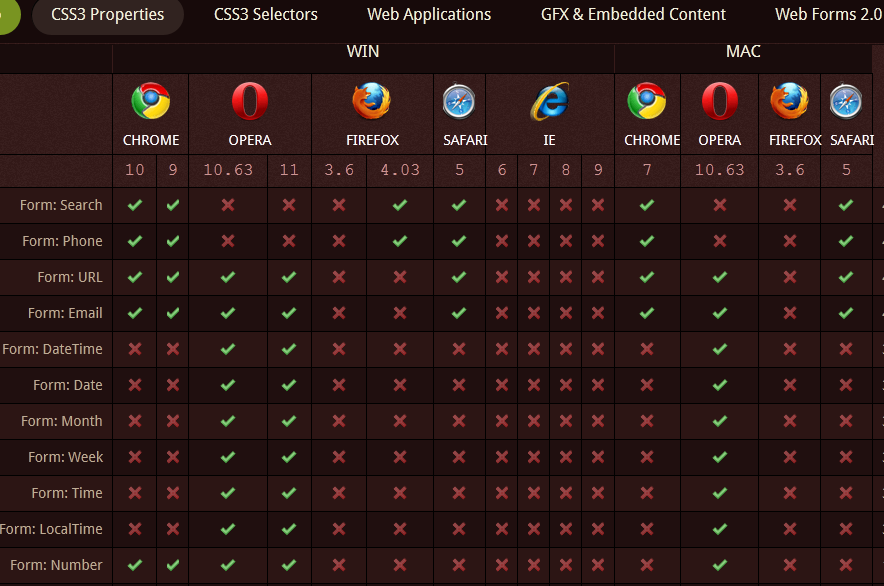 CSS3 Properties CSS3 Selectors Web Applications GFX & Embedded Content Web Forms 2.0
WIN MAC
CHROME OPERA FIREFOX SAFARI IE CHROME OPERA FIREFOX SAFARI
10 9 10.63 11 3.6 4.03 5 6 7 8 9 7 10.63 3.6 5
Form: Search
Form: Phone
Form: URL
Form: Email
Form: DateTime
Form: Date
Form: Month
Form: Week
Form: Time
Form: LocalTime
Form: Number